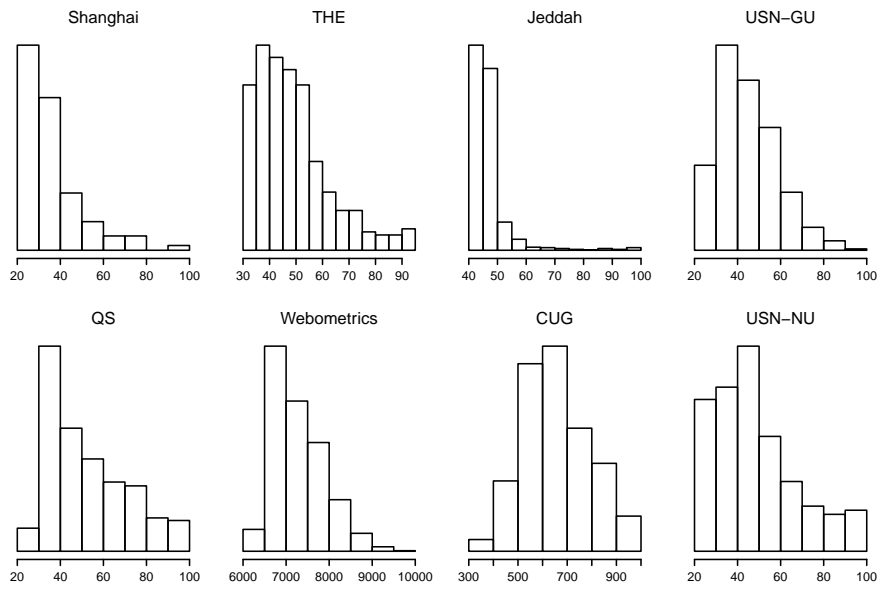 Shanghai THE Jeddah USN−GU
20 40 60 80 100 30 40 50 60 70 80 90 40 50 60 70 80 90 100 20 40 60 80 100
QS Webometrics CUG USN−NU
20 40 60 80 100 6000 7000 8000 9000 10000 300 500 700 900 20 40 60 80 100